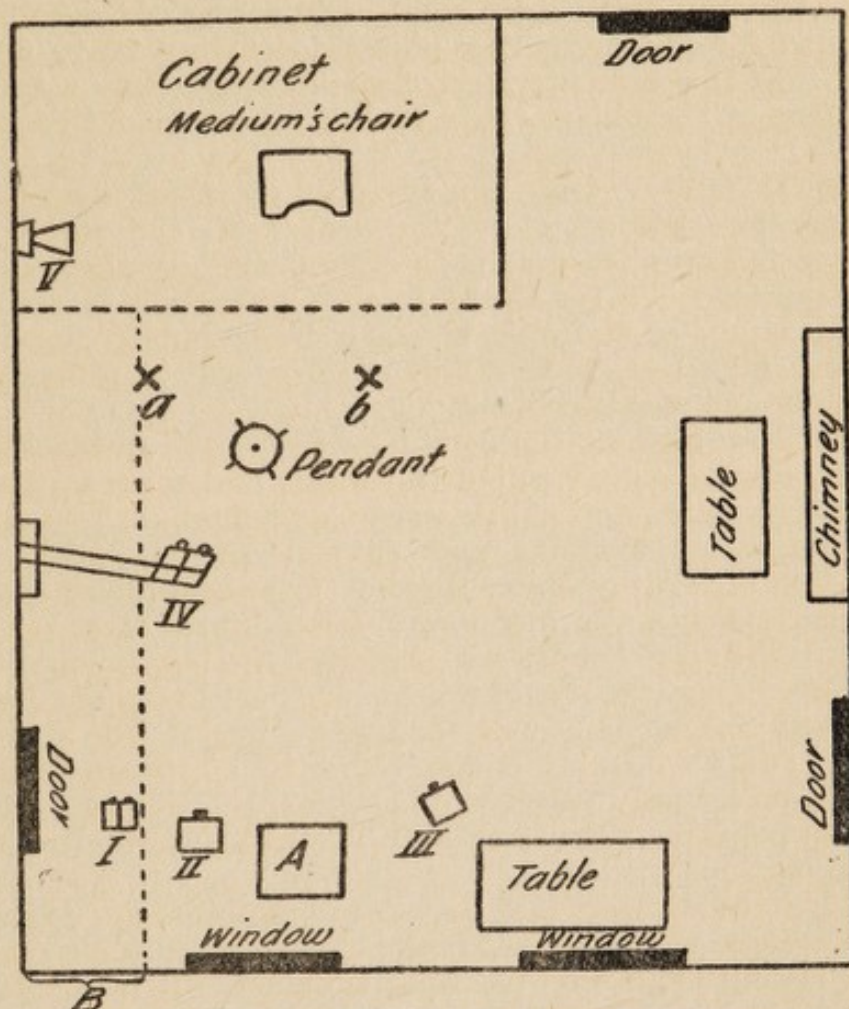 Cabinet
Medium's chair
Door
V
a
b
Pendant
Table
Chimney
IV
Door
Door
I
II
A
III
Table
Window
Window
B